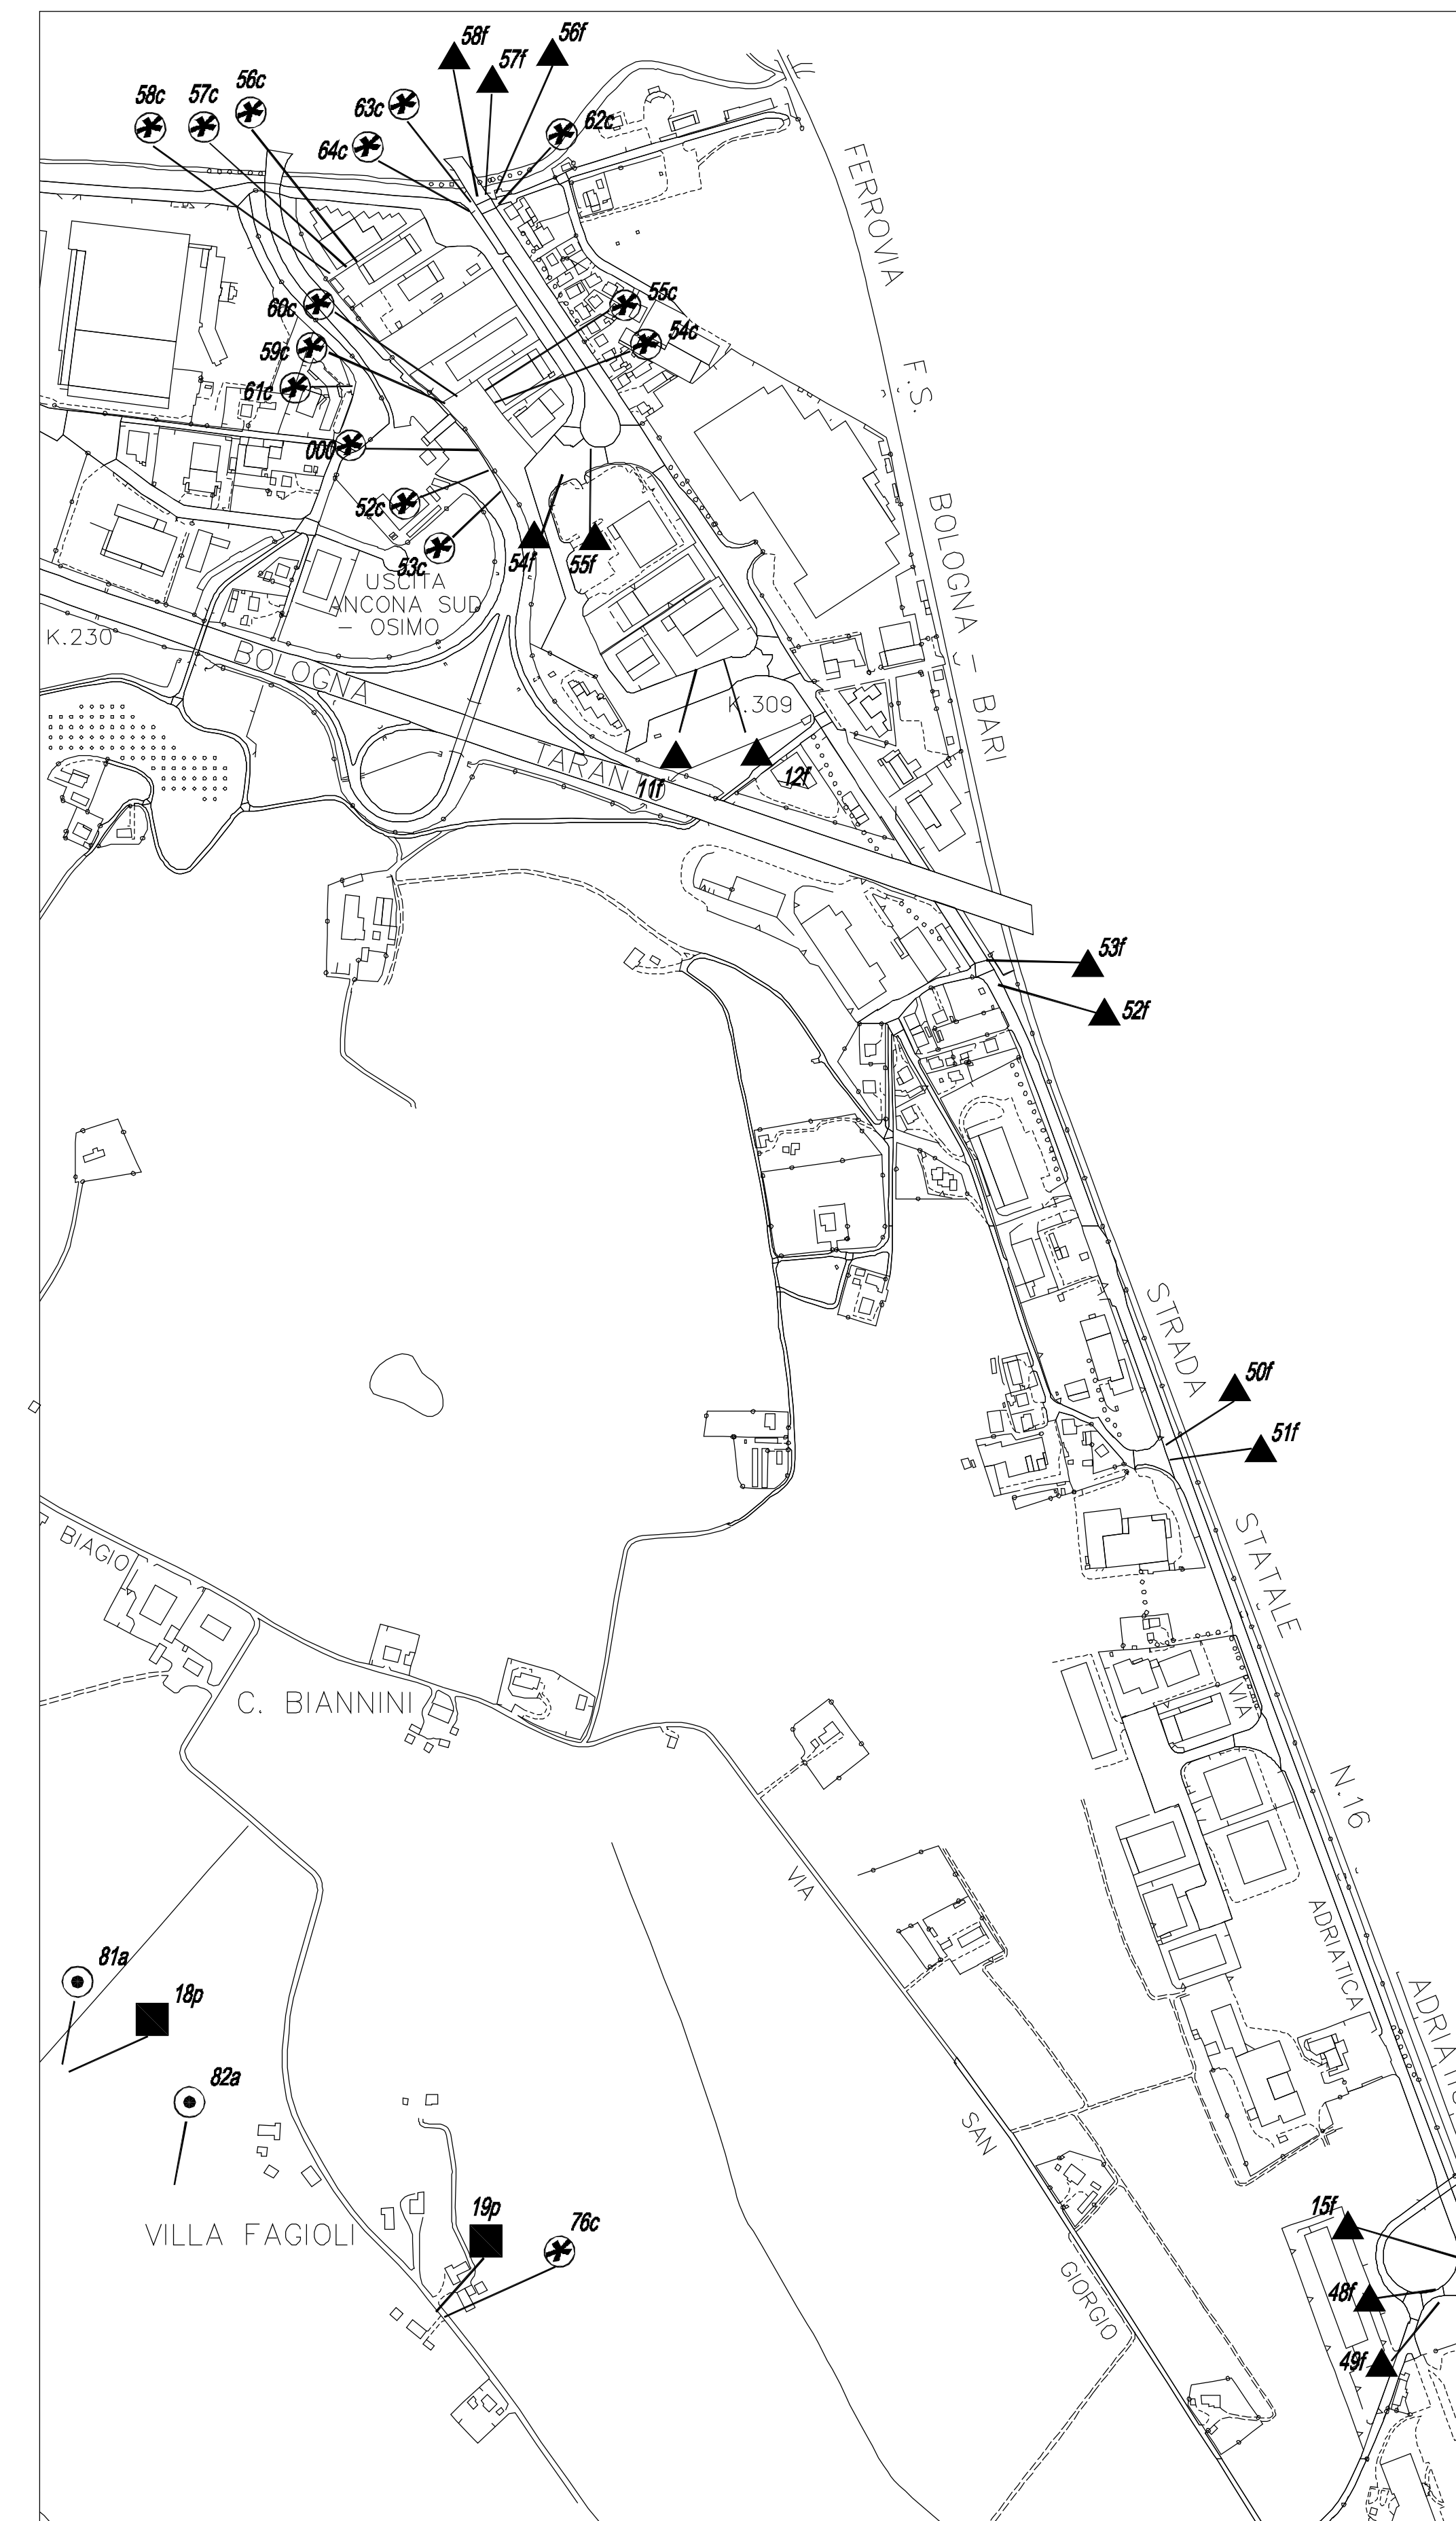 58f
57f
56f
58c
57c
56c
63c
64c
62c
FERROVIA
F.S.
BOLOGNA - BARI
60c
59c
61c
55c
54c
000
52c
53c
54f
55f
USCITA
ANCONA SUD
- OSIMO
K.230
BOLOGNA
TARANTO
K.309
11f
12f
53f
52f
STRADA
50f
51f
STATALE
BIAGIO
C. BIANNINI
VIA
N.16
VIA
ADRIATICA
81a
18p
82a
SAN
VILLA FAGIOLI
19p
76c
15f
GIORGIO
48f
49f